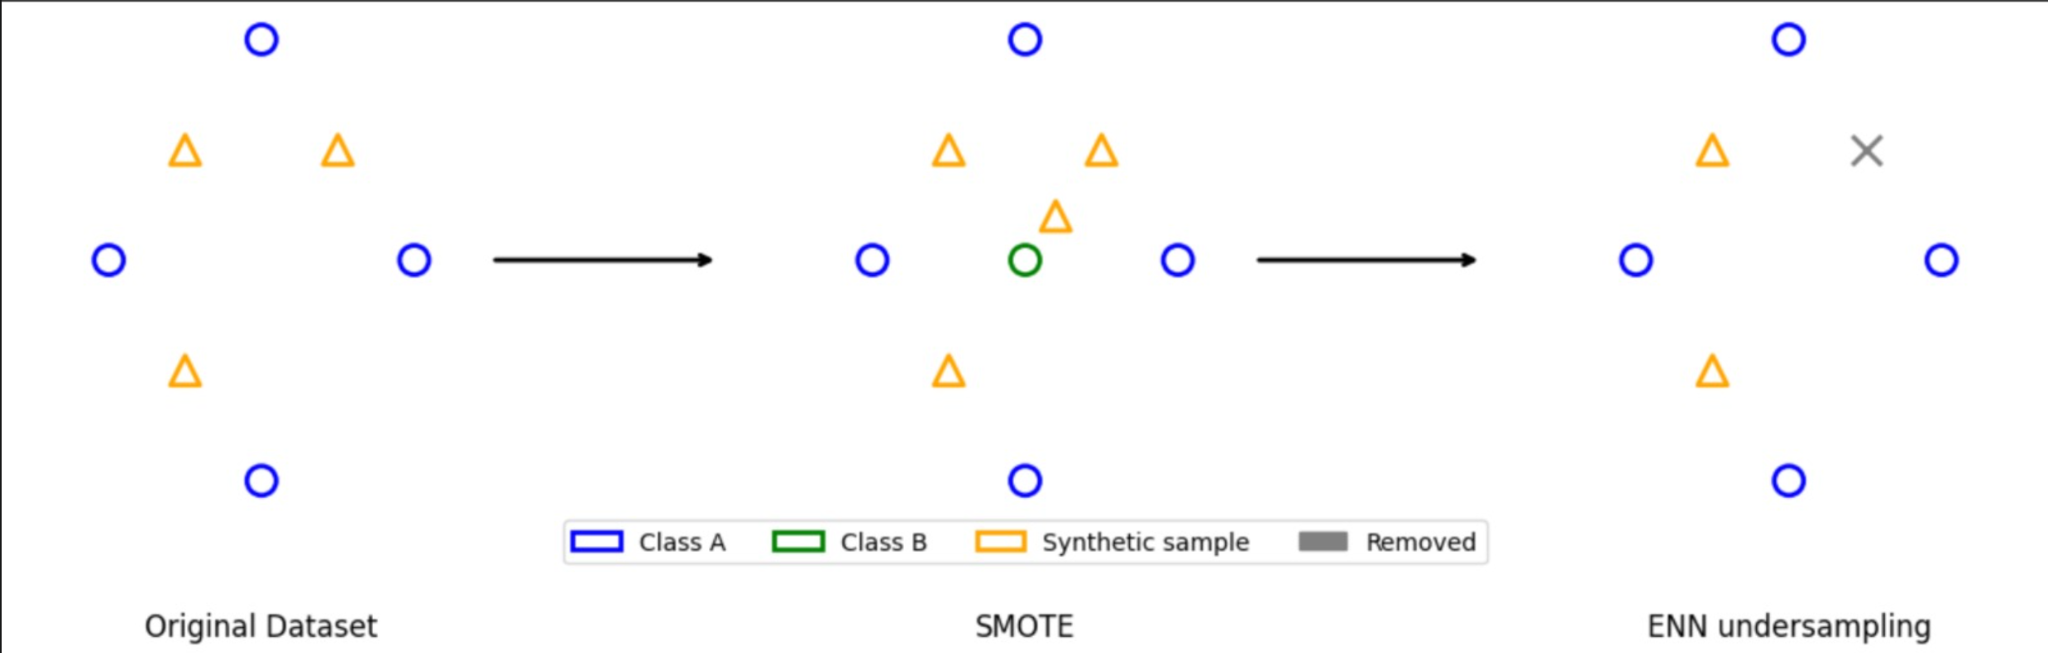 Class A Class B Synthetic sample Removed
Original Dataset SMOTE ENN undersampling